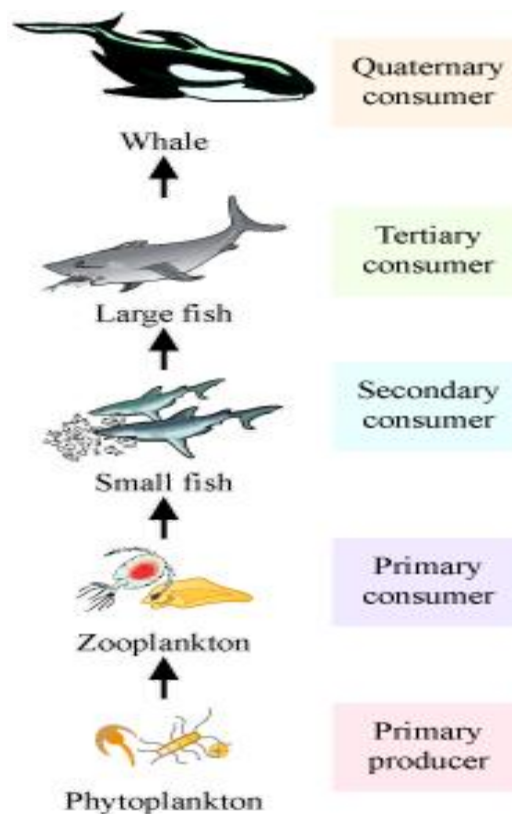 Quaternary
consumer
Whale
Tertiary
consumer
Large fish
Secondary
consumer
Small fish
Primary
consumer
Zooplankton
Primary
producer
Phytoplankton